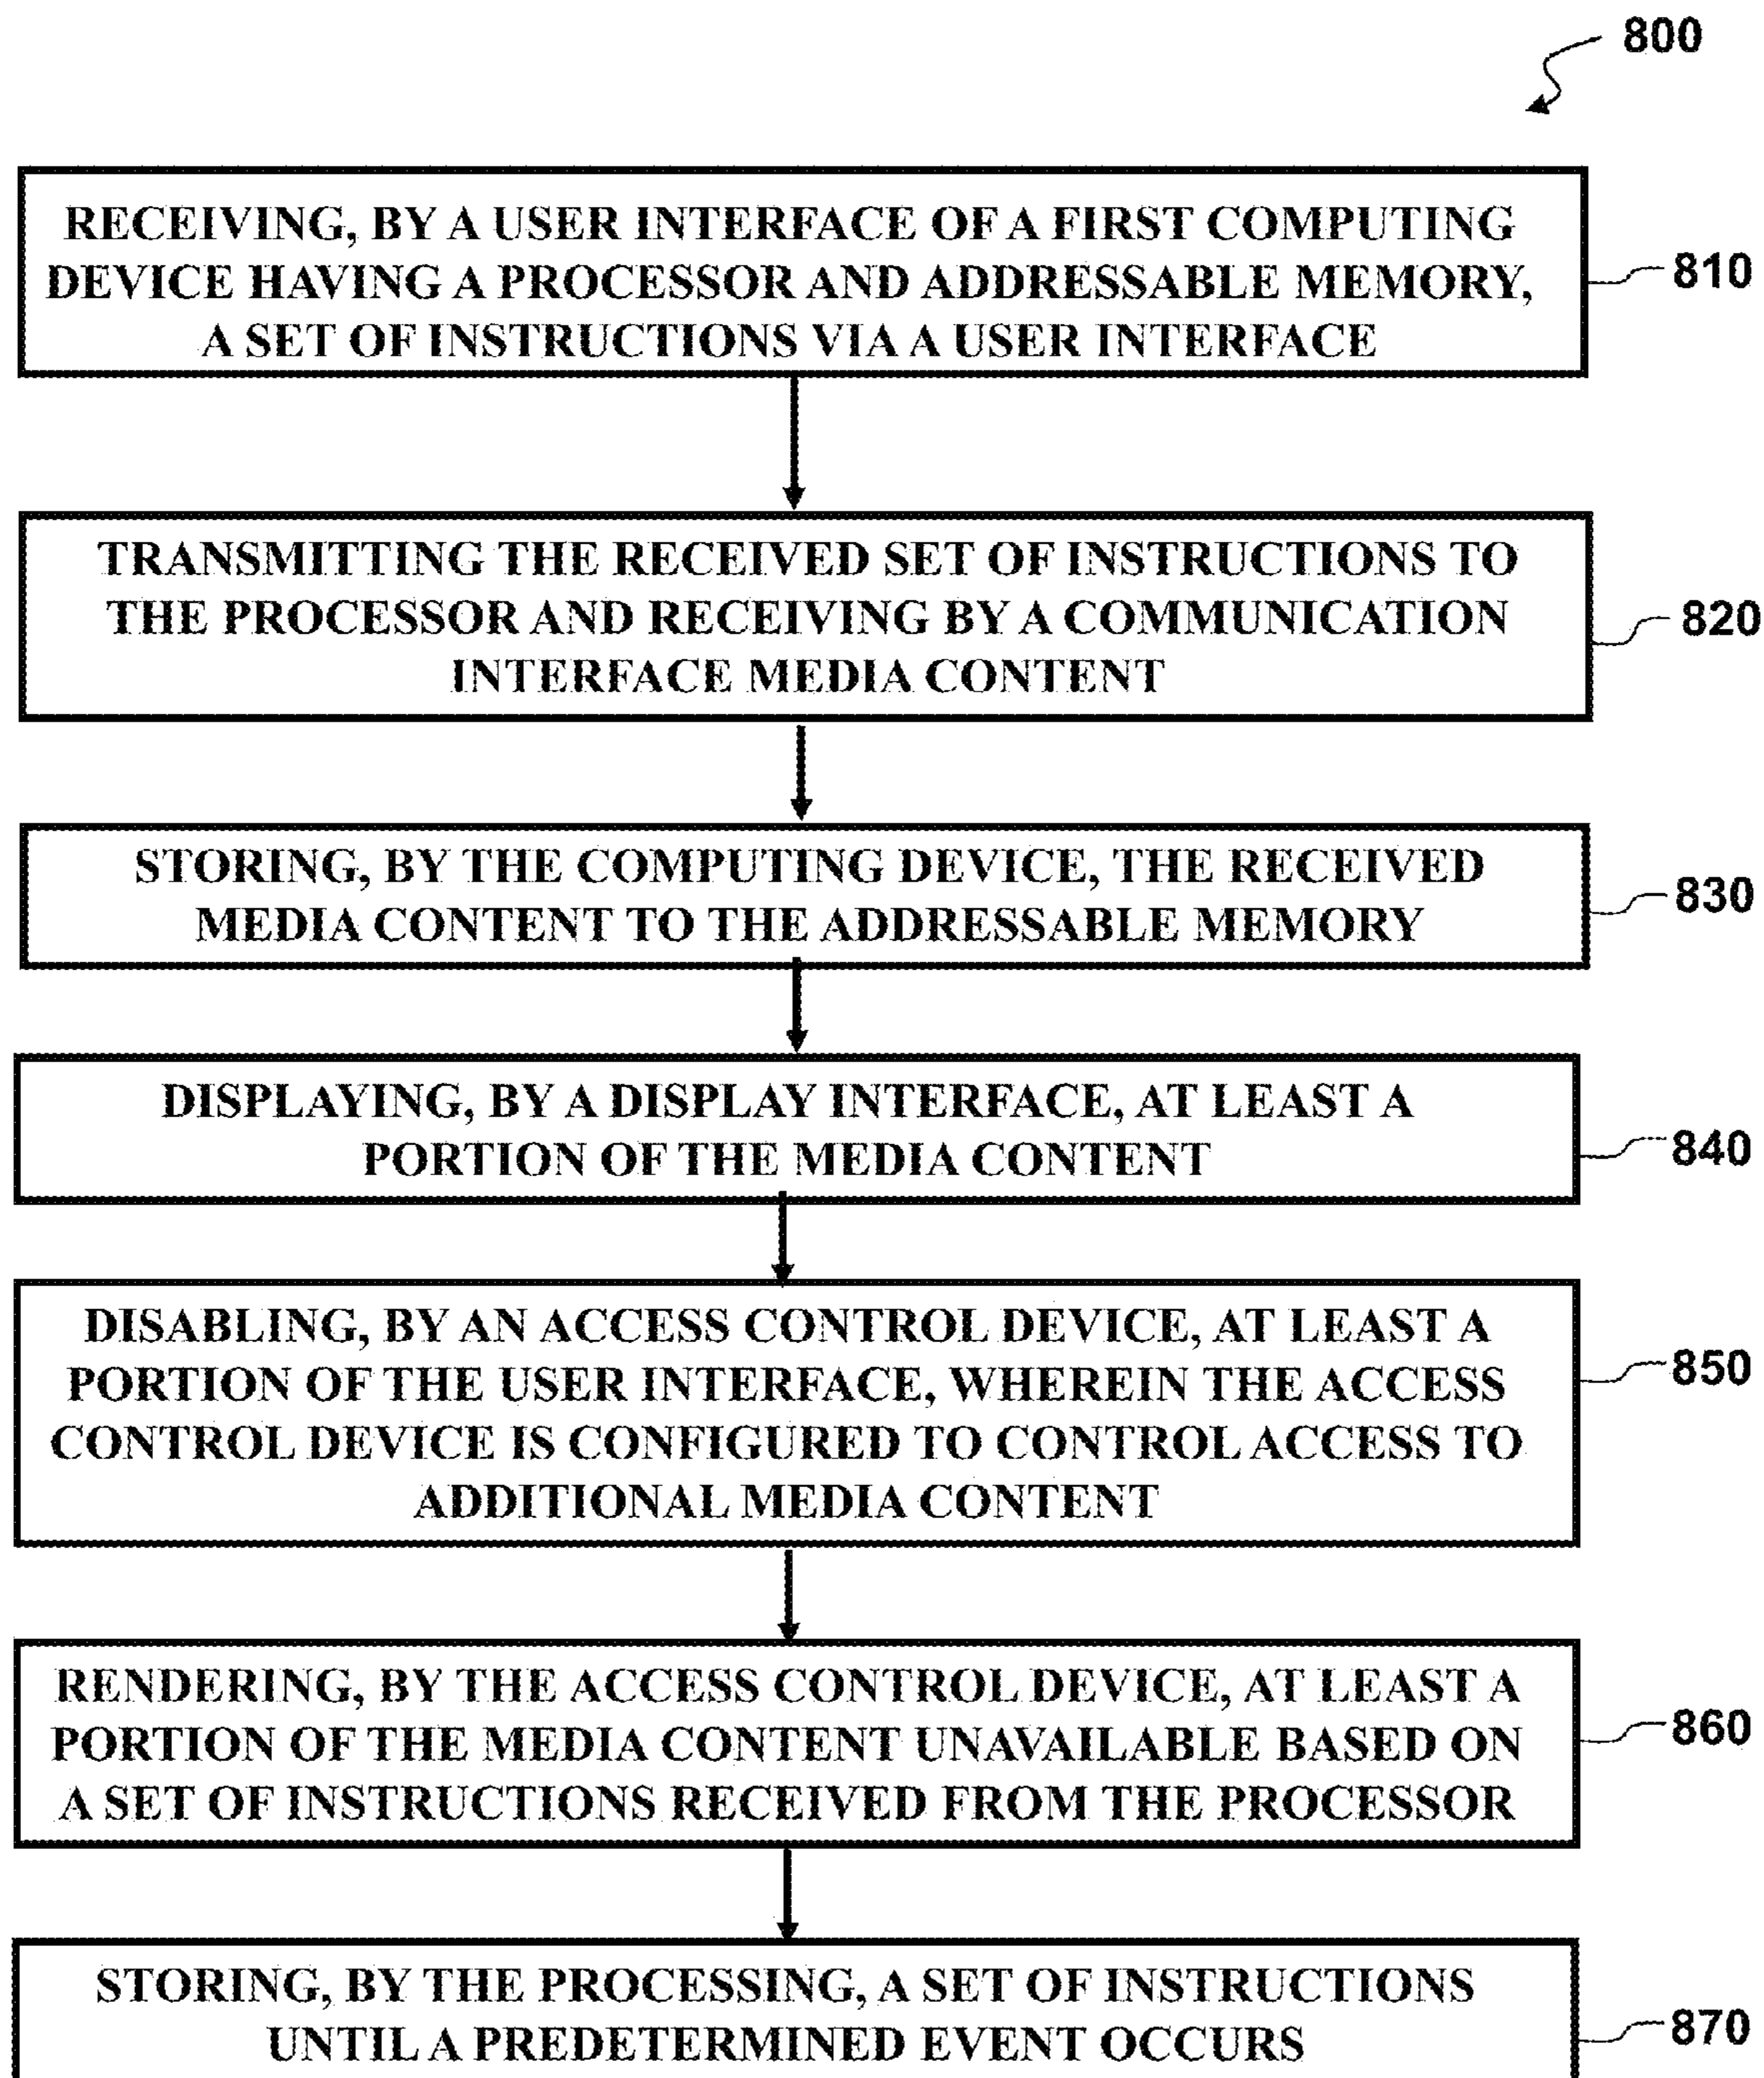 800
RECEIVING, BY A USER INTERFACE OF A FIRST COMPUTING
DEVICE HAVING A PROCESSOR AND ADDRESSABLE MEMORY,
A SET OF INSTRUCTIONS VIA A USER INTERFACE
810
TRANSMITTING THE RECEIVED SET OF INSTRUCTIONS TO
THE PROCESSOR AND RECEIVING BY A COMMUNICATION
INTERFACE MEDIA CONTENT
820
STORING, BY THE COMPUTING DEVICE, THE RECEIVED
MEDIA CONTENT TO THE ADDRESSABLE MEMORY
830
DISPLAYING, BY A DISPLAY INTERFACE, AT LEAST A
PORTION OF THE MEDIA CONTENT
840
DISABLING, BY AN ACCESS CONTROL DEVICE, AT LEAST A
PORTION OF THE USER INTERFACE, WHEREIN THE ACCESS
CONTROL DEVICE IS CONFIGURED TO CONTROL ACCESS TO
ADDITIONAL MEDIA CONTENT
850
RENDERING, BY THE ACCESS CONTROL DEVICE, AT LEAST A
PORTION OF THE MEDIA CONTENT UNAVAILABLE BASED ON
A SET OF INSTRUCTIONS RECEIVED FROM THE PROCESSOR
860
STORING, BY THE PROCESSING, A SET OF INSTRUCTIONS
UNTIL A PREDETERMINED EVENT OCCURS
870